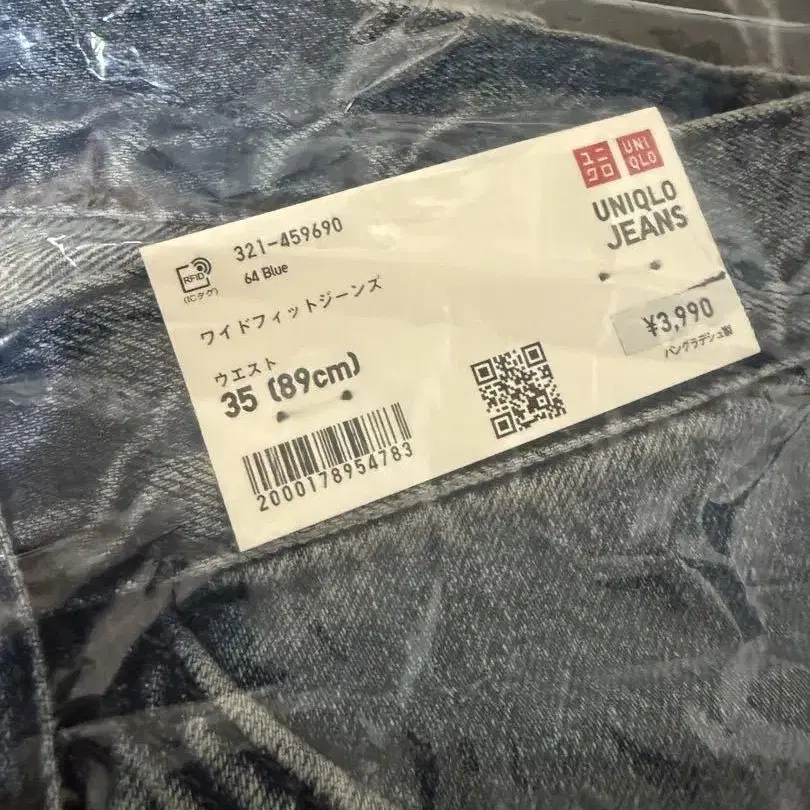 ユニ
クロ
UNI
QLO
UNIQLO
JEANS
321-459690
64 Blue
RFID
(ICタグ)
ワイドフィットジーンズ
¥3,990
バングラデシュ製
ウエスト
35 (89cm)
2000178954783